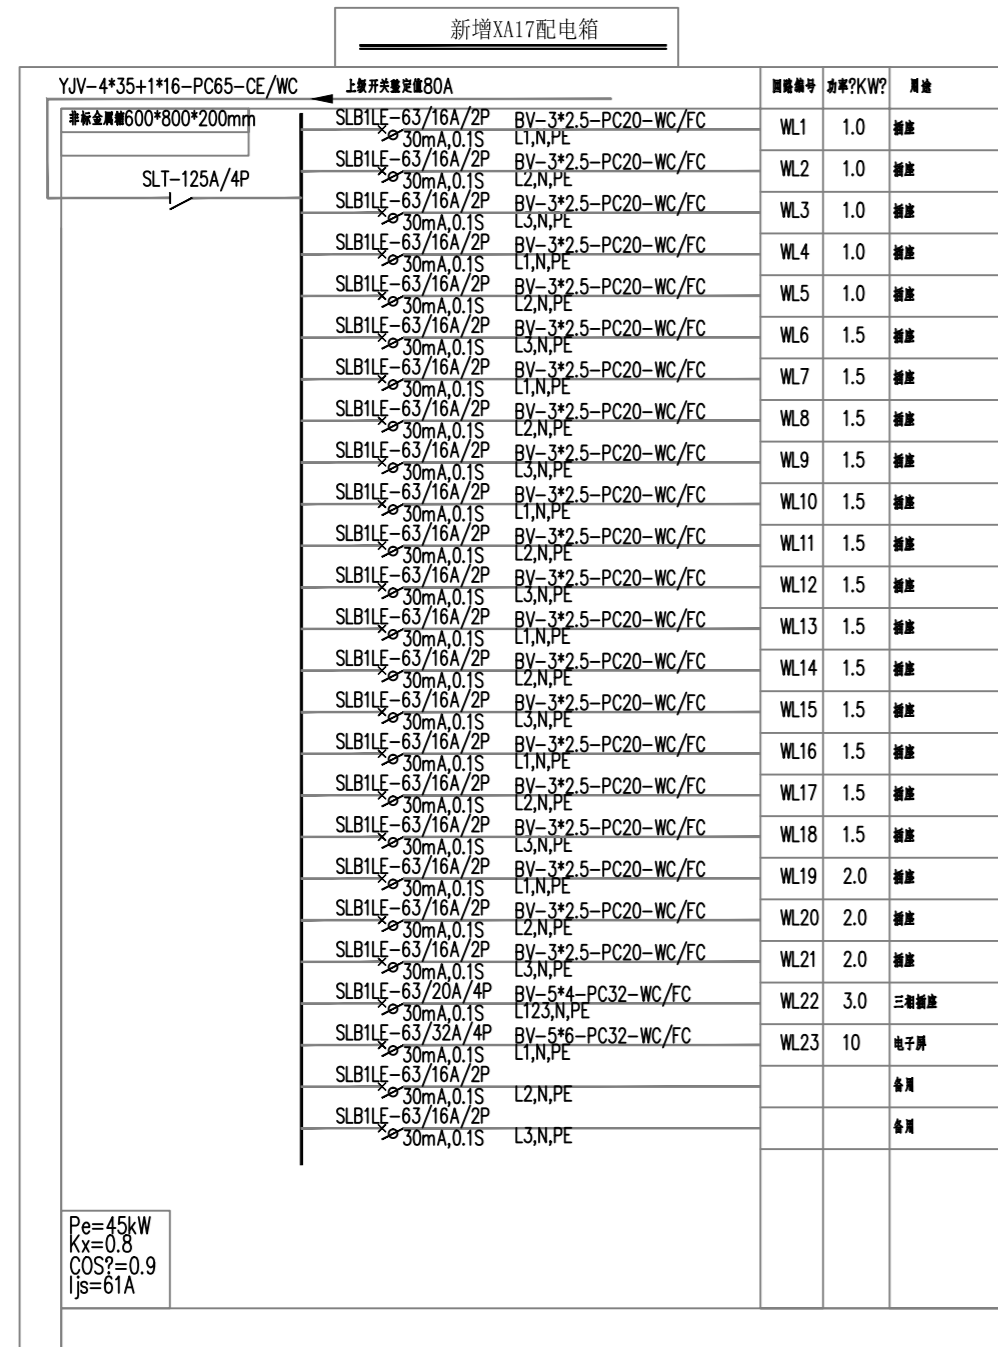 新增XA17配电箱
YJV-4*35+1*16-PC65-CE/WC 上级开关整定值80A 回路编号 功率?KW? 用途
非标金属箱600*800*200mm
SLT-125A/4P
SLB1LE-63/16A/2P BV-3*2.5-PC20-WC/FC WL1 1.0 插座
30mA,0.1S L1,N,PE
SLB1LE-63/16A/2P BV-3*2.5-PC20-WC/FC WL2 1.0 插座
30mA,0.1S L2,N,PE
SLB1LE-63/16A/2P BV-3*2.5-PC20-WC/FC WL3 1.0 插座
30mA,0.1S L3,N,PE
SLB1LE-63/16A/2P BV-3*2.5-PC20-WC/FC WL4 1.0 插座
30mA,0.1S L1,N,PE
SLB1LE-63/16A/2P BV-3*2.5-PC20-WC/FC WL5 1.0 插座
30mA,0.1S L2,N,PE
SLB1LE-63/16A/2P BV-3*2.5-PC20-WC/FC WL6 1.5 插座
30mA,0.1S L3,N,PE
SLB1LE-63/16A/2P BV-3*2.5-PC20-WC/FC WL7 1.5 插座
30mA,0.1S L1,N,PE
SLB1LE-63/16A/2P BV-3*2.5-PC20-WC/FC WL8 1.5 插座
30mA,0.1S L2,N,PE
SLB1LE-63/16A/2P BV-3*2.5-PC20-WC/FC WL9 1.5 插座
30mA,0.1S L3,N,PE
SLB1LE-63/16A/2P BV-3*2.5-PC20-WC/FC WL10 1.5 插座
30mA,0.1S L1,N,PE
SLB1LE-63/16A/2P BV-3*2.5-PC20-WC/FC WL11 1.5 插座
30mA,0.1S L2,N,PE
SLB1LE-63/16A/2P BV-3*2.5-PC20-WC/FC WL12 1.5 插座
30mA,0.1S L3,N,PE
SLB1LE-63/16A/2P BV-3*2.5-PC20-WC/FC WL13 1.5 插座
30mA,0.1S L1,N,PE
SLB1LE-63/16A/2P BV-3*2.5-PC20-WC/FC WL14 1.5 插座
30mA,0.1S L2,N,PE
SLB1LE-63/16A/2P BV-3*2.5-PC20-WC/FC WL15 1.5 插座
30mA,0.1S L3,N,PE
SLB1LE-63/16A/2P BV-3*2.5-PC20-WC/FC WL16 1.5 插座
30mA,0.1S L1,N,PE
SLB1LE-63/16A/2P BV-3*2.5-PC20-WC/FC WL17 1.5 插座
30mA,0.1S L2,N,PE
SLB1LE-63/16A/2P BV-3*2.5-PC20-WC/FC WL18 1.5 插座
30mA,0.1S L3,N,PE
SLB1LE-63/16A/2P BV-3*2.5-PC20-WC/FC WL19 2.0 插座
30mA,0.1S L1,N,PE
SLB1LE-63/16A/2P BV-3*2.5-PC20-WC/FC WL20 2.0 插座
30mA,0.1S L2,N,PE
SLB1LE-63/16A/2P BV-3*2.5-PC20-WC/FC WL21 2.0 插座
30mA,0.1S L3,N,PE
SLB1LE-63/20A/4P BV-5*4-PC32-WC/FC WL22 3.0 三相插座
30mA,0.1S L123,N,PE
SLB1LE-63/32A/4P BV-5*6-PC32-WC/FC WL23 10 电子屏
30mA,0.1S L1,N,PE
SLB1LE-63/16A/2P 备用
30mA,0.1S L2,N,PE
SLB1LE-63/16A/2P 备用
30mA,0.1S L3,N,PE
Pe=45kW
Kx=0.8
COS?=0.9
Ijs=61A